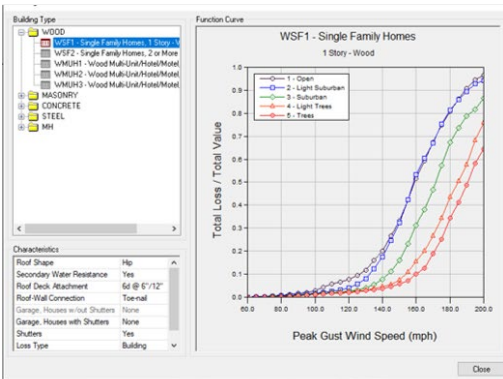 Building Type
WOOD
WSF1 - Single Family Homes, 1 Story - W
WSF2 - Single Family Homes, 2 or More
WMUH1 - Wood Multi-Unit/Hotel/Motel,
WMUH2 - Wood Multi-Unit/Hotel/Motel,
WMUH3 - Wood Multi-Unit/Hotel/Motel
MASONRY
CONCRETE
STEEL
MH
Characteristics
Roof Shape Hip
Secondary Water Resistance Yes
Roof Deck Attachment 6d @ 6"/12"
Roof-Wall Connection Toe-nail
Garage, Houses w/out Shutters None
Garage, Houses with Shutters None
Shutters Yes
Loss Type Building
Function Curve
WSF1 - Single Family Homes
1 Story - Wood
1 - Open
2 - Light Suburban
3 - Suburban
4 - Light Trees
5 - Trees
Total Loss / Total Value
1.0
0.9
0.8
0.7
0.6
0.5
0.4
0.3
0.2
0.1
0.0
60.0 80.0 100.0 120.0 140.0 160.0 180.0 200.0
Peak Gust Wind Speed (mph)
Close